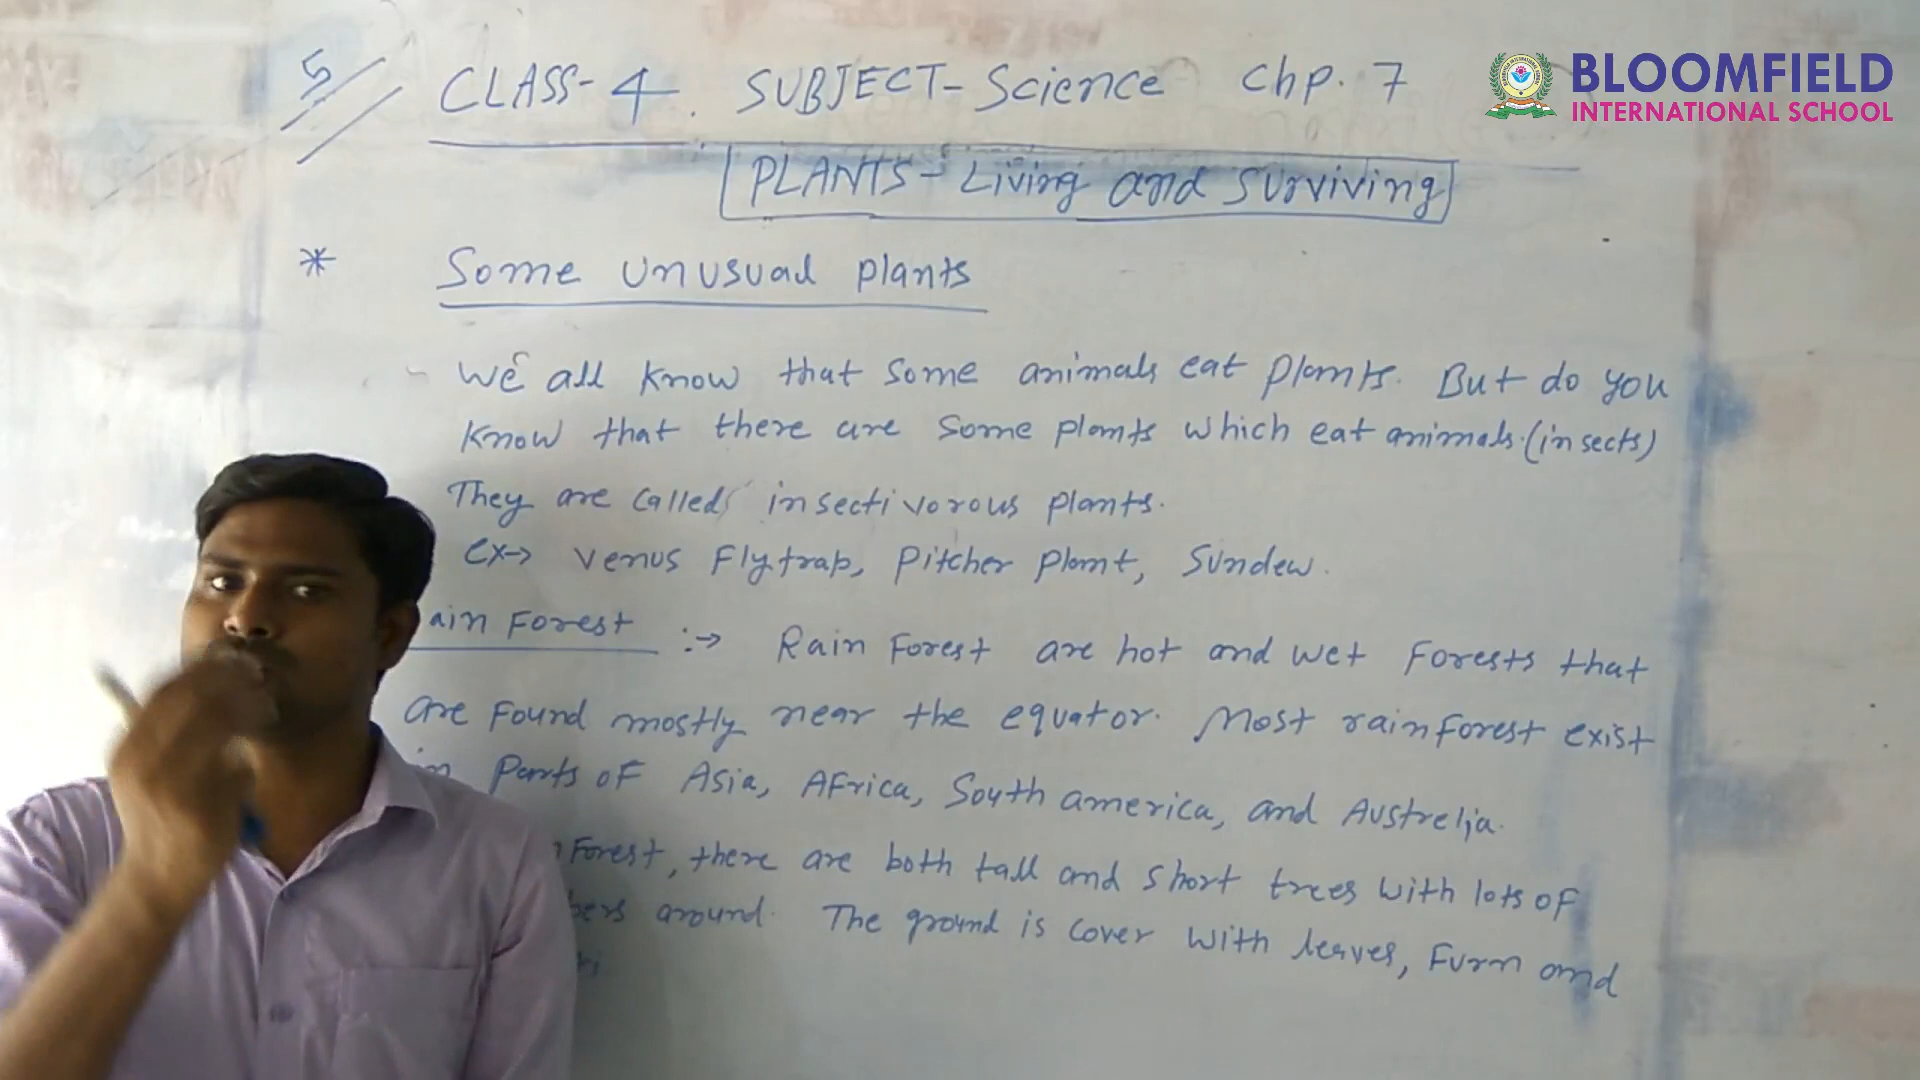 5
CLASS-4. SUBJECT-Science Chp. 7
BLOOMFIELD
INTERNATIONAL SCHOOL
PLANTS- Living and Surviving
* Some unusual plants
- We all know that some animals eat plants. But do you
know that there are some plants which eat animals.(insects)
They are called insectivorous plants.
ex→ Venus Flytrap, Pitcher plant, Sundew.
ain Forest :→ Rain Forest are hot and wet Forests that
are found mostly near the equator. Most rainforest exist
in Parts of Asia, AFrica, South america, and Austrelia.
Forest, there are both tall and short trees with lots of
bers around. The ground is cover with leaves, Furn and